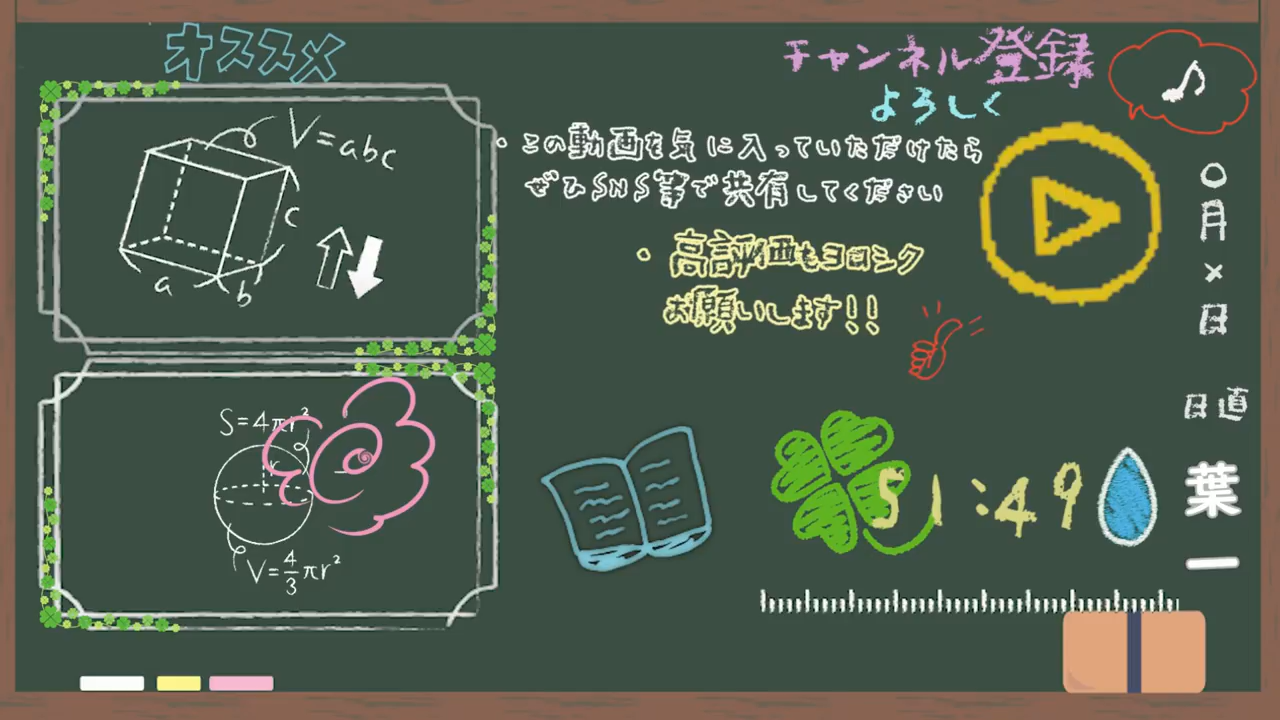 オススメ
V=abc
c
a
b
S=4πr²
r
V=4/3πr²
チャンネル登録
よろしく
・この動画を気に入っていただけたら
ぜひSNS等で共有してください
・高評価もヨロシク
お願いします!!
51:49
〇月×日
日直
葉一